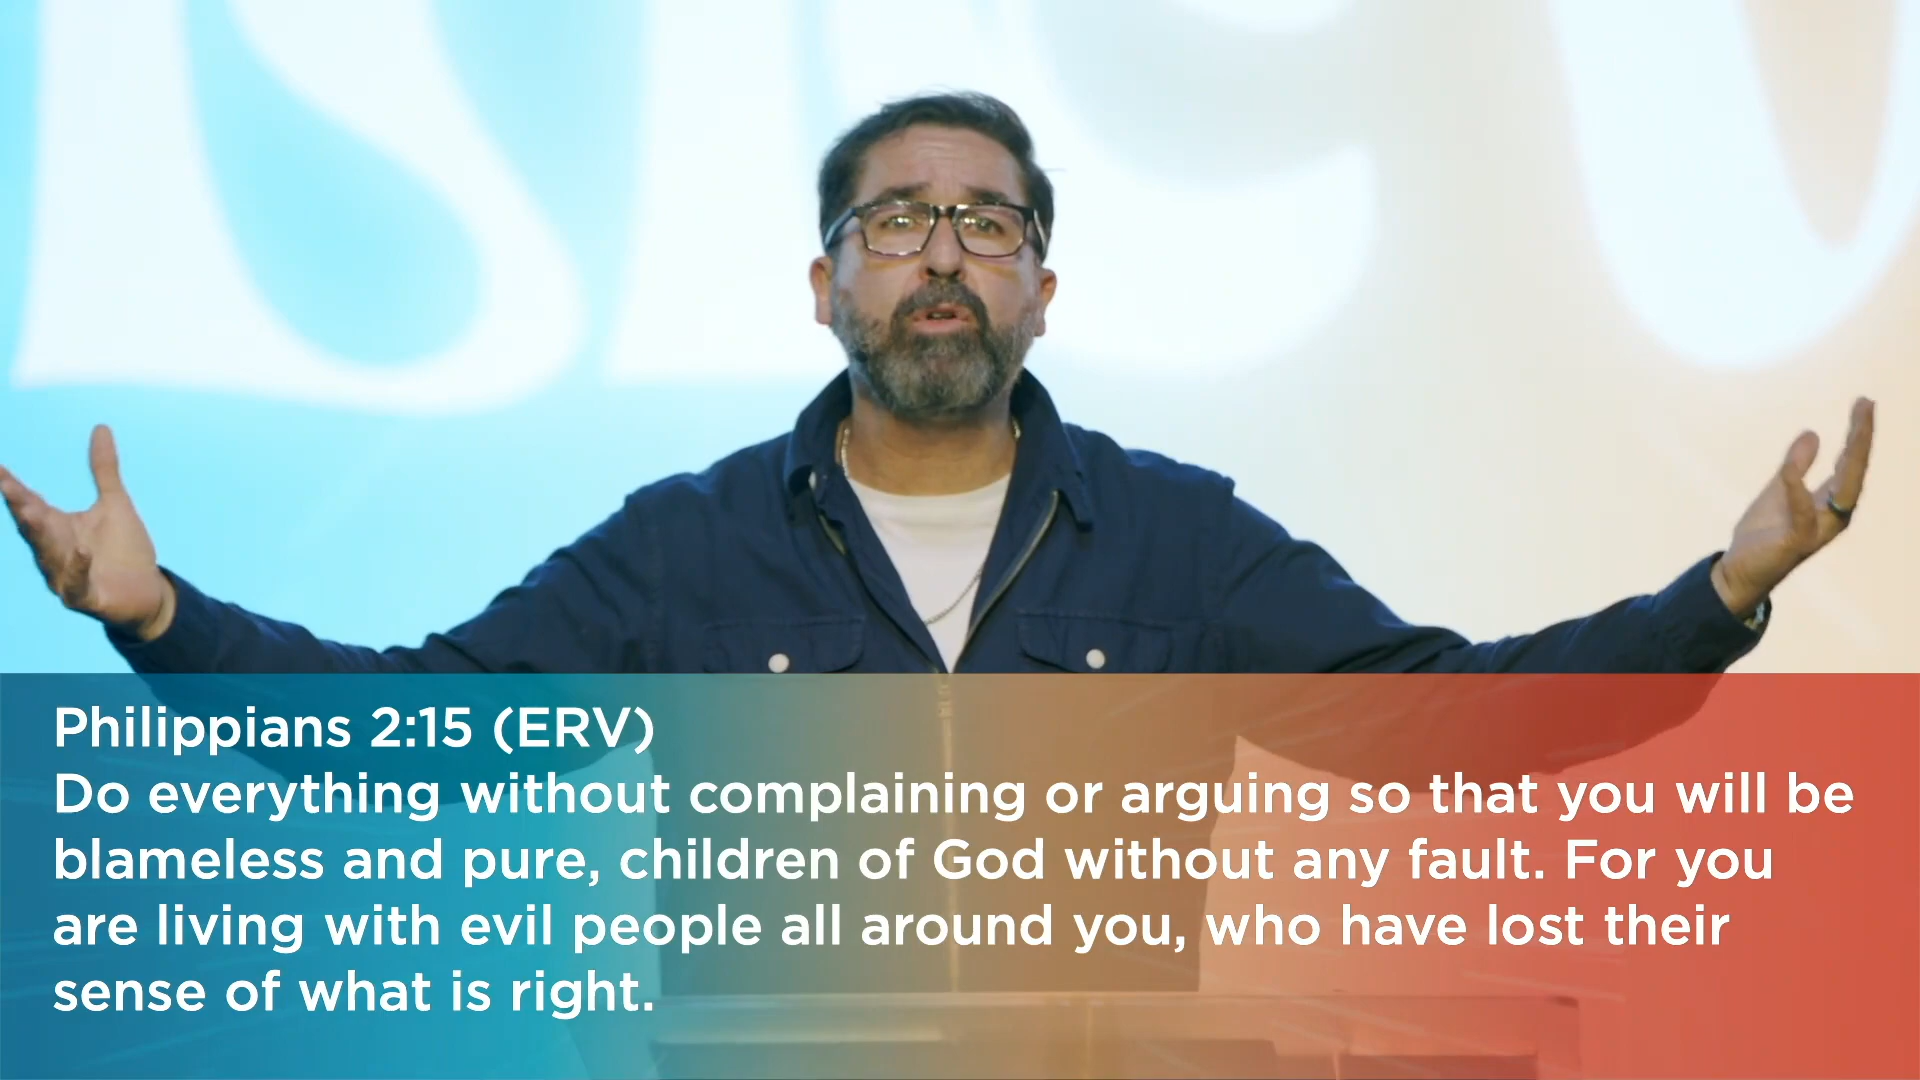 Philippians 2:15 (ERV)
Do everything without complaining or arguing so that you will be
blameless and pure, children of God without any fault. For you
are living with evil people all around you, who have lost their
sense of what is right.